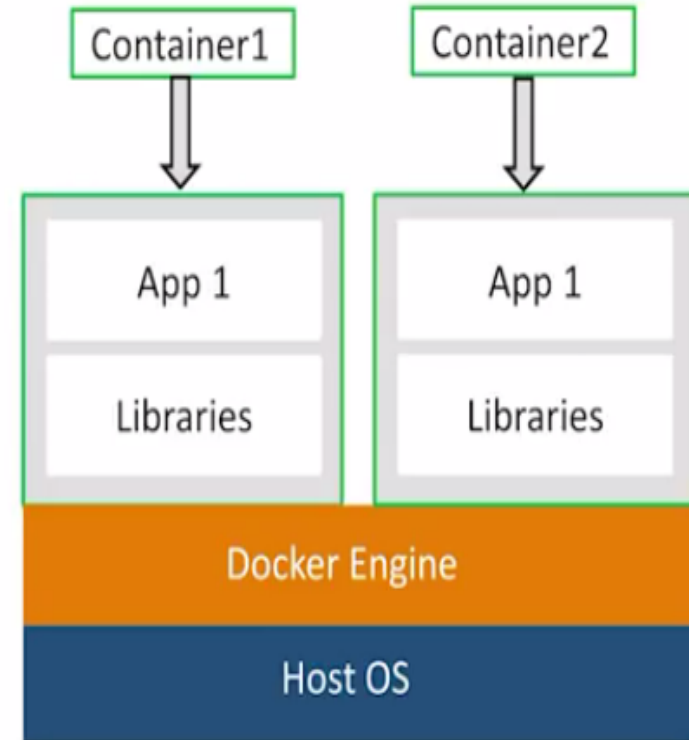 Container1
Container2
App 1
App 1
Libraries
Libraries
Docker Engine
Host OS